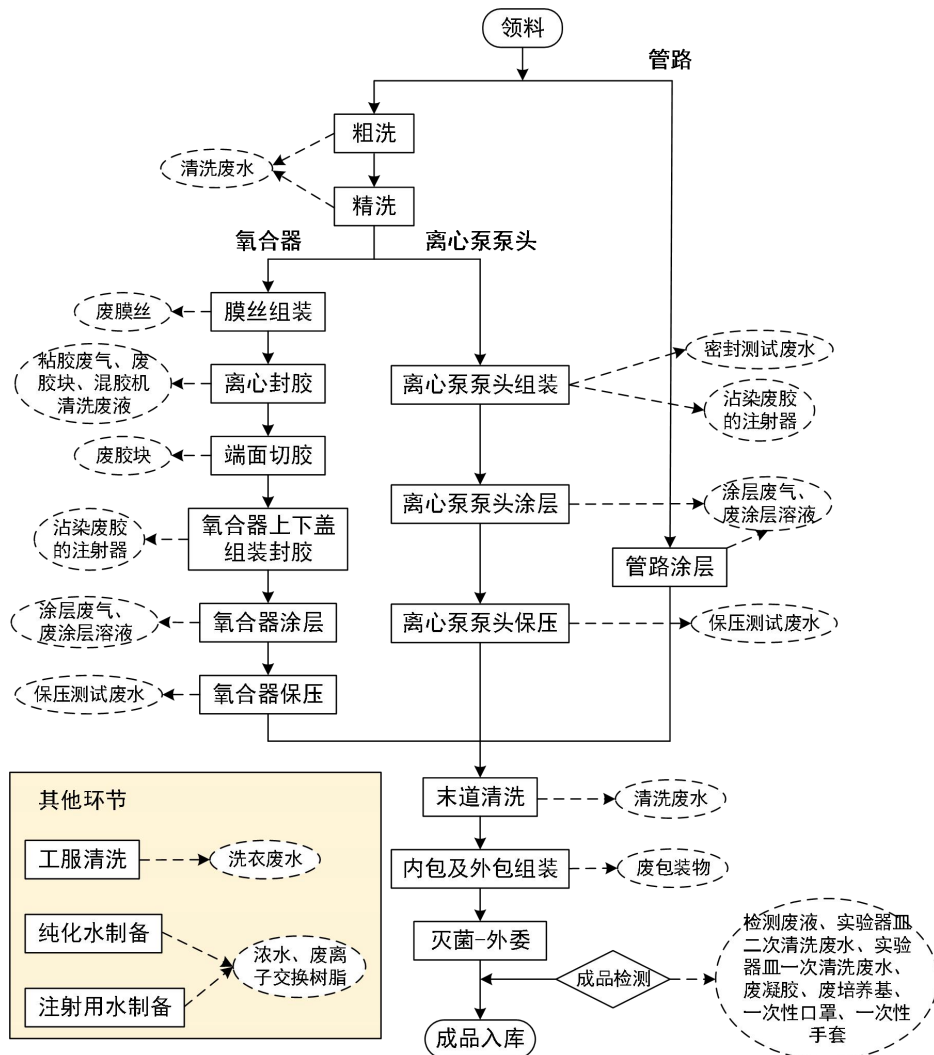 领料
管路
粗洗
清洗废水
精洗
氧合器
离心泵泵头
废膜丝
膜丝组装
粘胶废气、废
胶块、混胶机
清洗废液
离心封胶
离心泵泵头组装
密封测试废水
沾染废胶
的注射器
废胶块
端面切胶
离心泵泵头涂层
涂层废气、
废涂层溶液
沾染废胶
的注射器
氧合器上下盖
组装封胶
管路涂层
涂层废气、
废涂层溶液
氧合器涂层
离心泵泵头保压
保压测试废水
保压测试废水
氧合器保压
末道清洗
清洗废水
内包及外包组装
废包装物
灭菌-外委
成品检测
检测废液、实验器皿
二次清洗废水、实验
器皿一次清洗废水、
废凝胶、废培养基、
一次性口罩、一次性
手套
成品入库
其他环节
工服清洗
洗衣废水
纯化水制备
浓水、废离
子交换树脂
注射用水制备